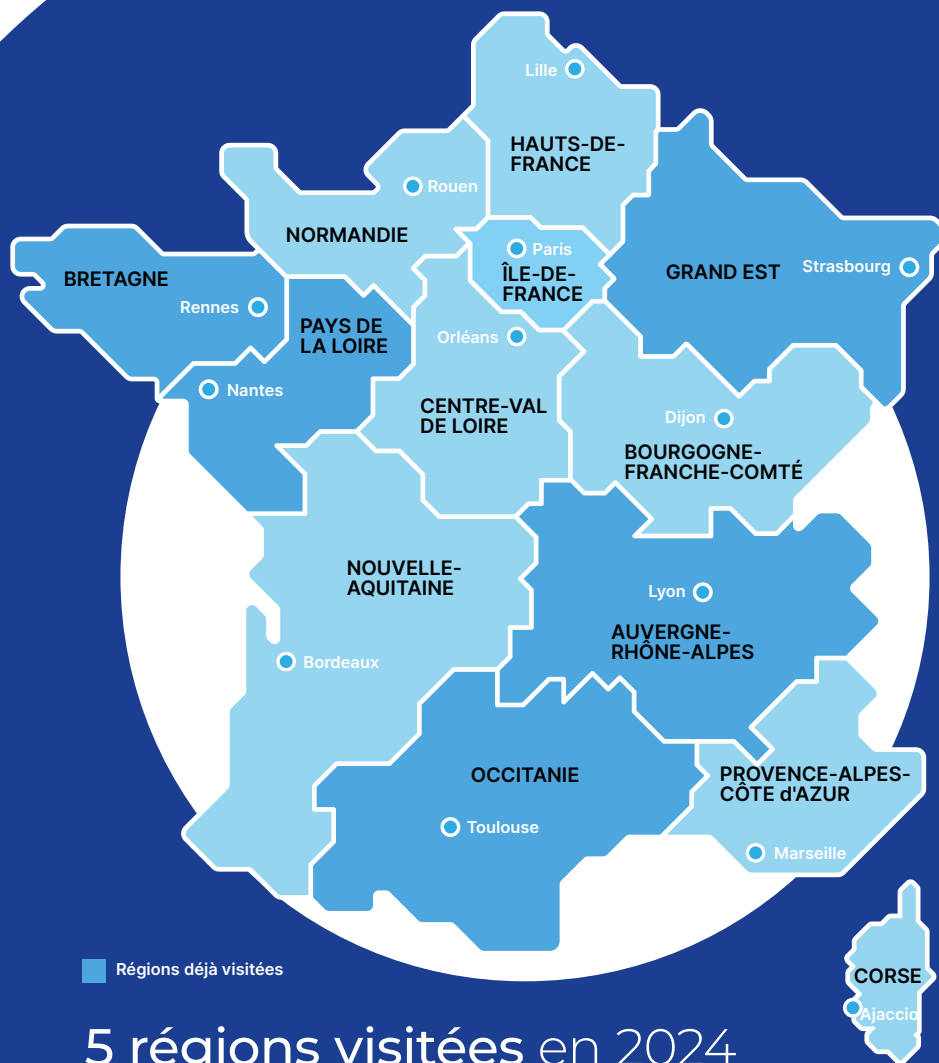 Lille
HAUTS-DE-
FRANCE
Rouen
NORMANDIE
Paris
ÎLE-DE-
FRANCE
GRAND EST
Strasbourg
BRETAGNE
Rennes
PAYS DE
LA LOIRE
Nantes
Orléans
CENTRE-VAL
DE LOIRE
Dijon
BOURGOGNE-
FRANCHE-COMTÉ
NOUVELLE-
AQUITAINE
Bordeaux
Lyon
AUVERGNE-
RHÔNE-ALPES
OCCITANIE
Toulouse
PROVENCE-ALPES-
CÔTE d'AZUR
Marseille
CORSE
Ajaccio
Régions déjà visitées
5 régions visitées en 2024